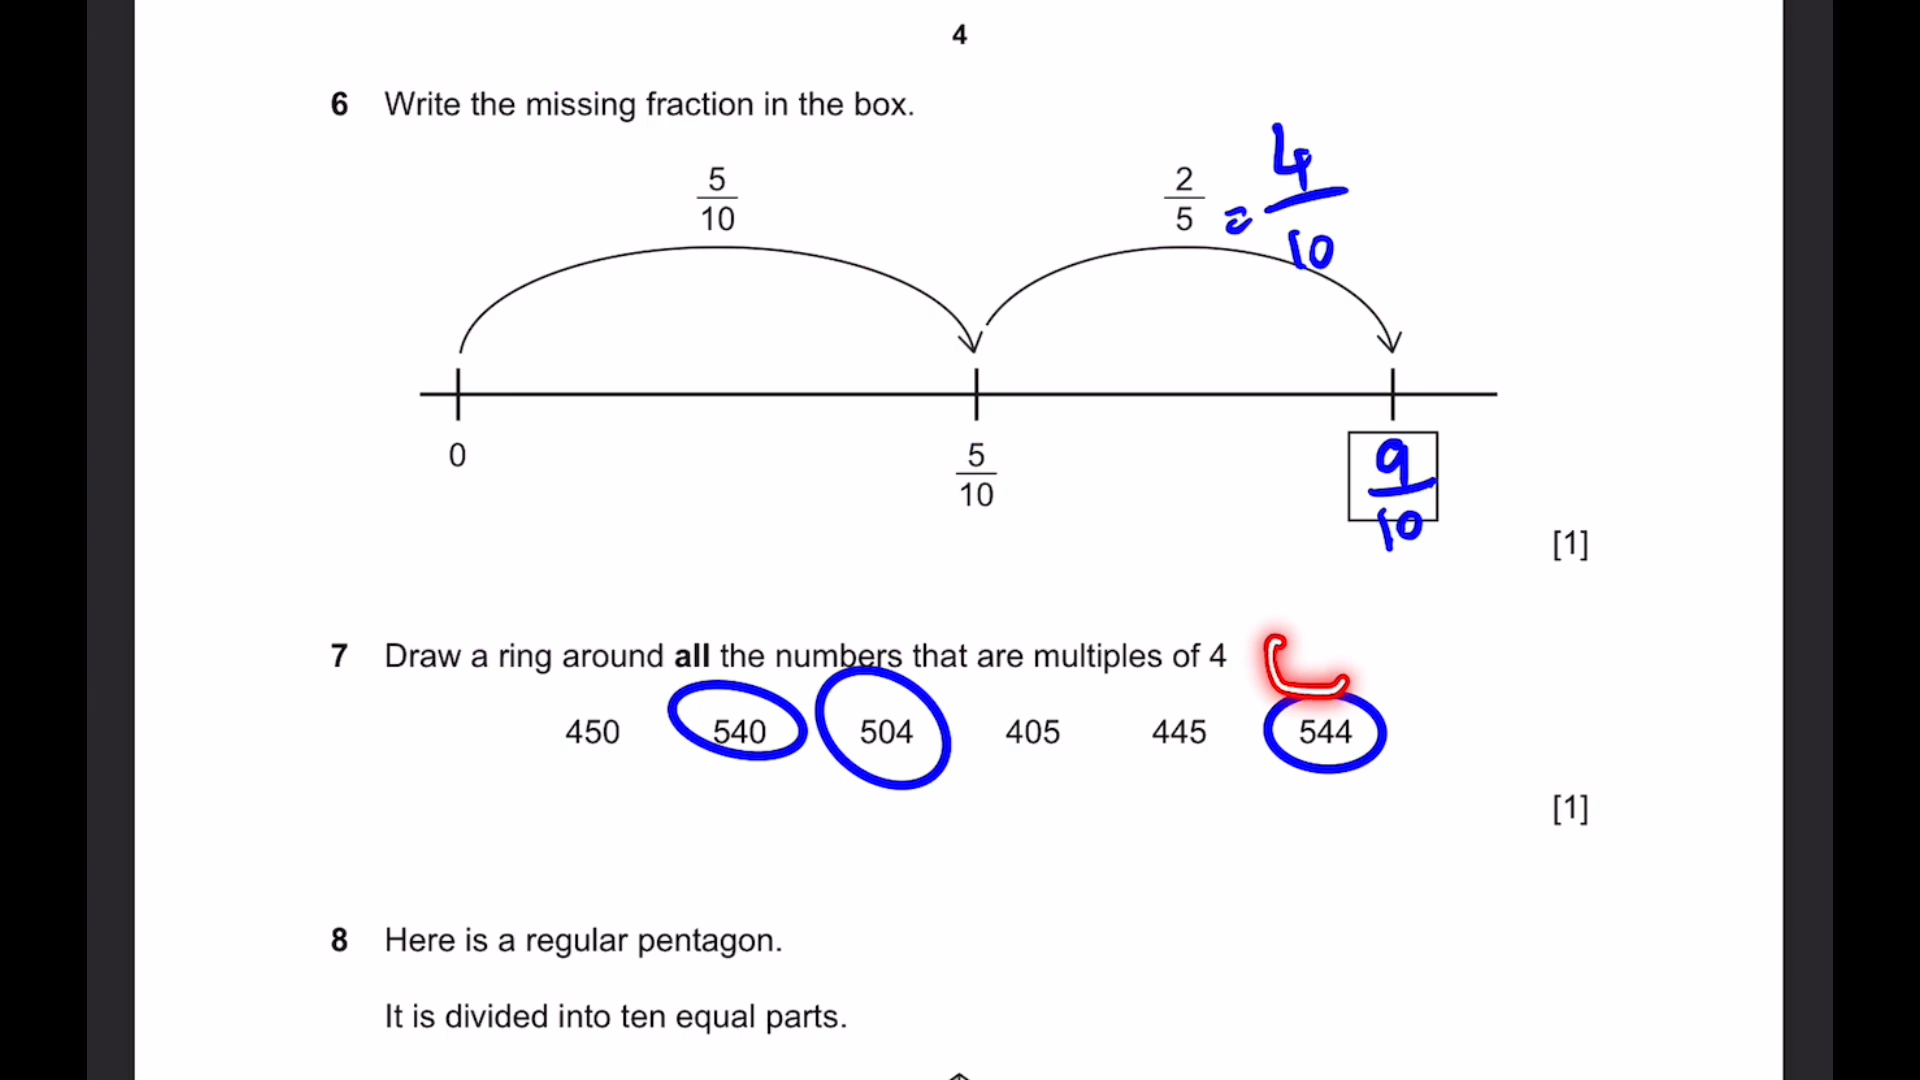 4
6 Write the missing fraction in the box.
5/10 2/5 = 4/10
0 5/10 9/10
[1]
7 Draw a ring around all the numbers that are multiples of 4
450 540 504 405 445 544
[1]
8 Here is a regular pentagon.
It is divided into ten equal parts.